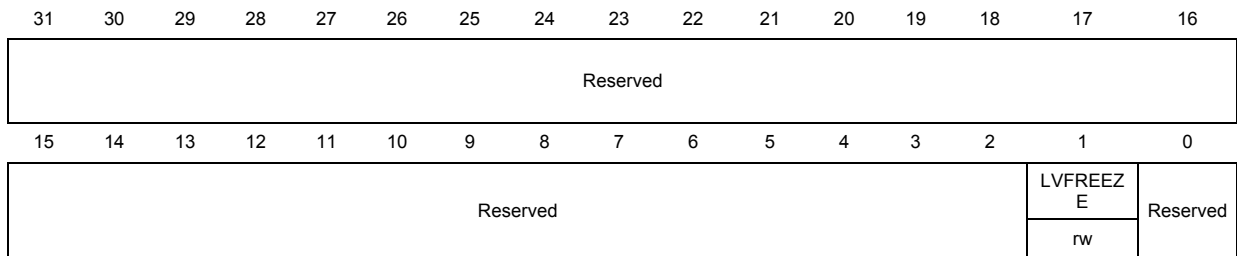 31 30 29 28 27 26 25 24 23 22 21 20 19 18 17 16
Reserved
15 14 13 12 11 10 9 8 7 6 5 4 3 2 1 0
Reserved
LVFREEZ
E
rw
Reserved